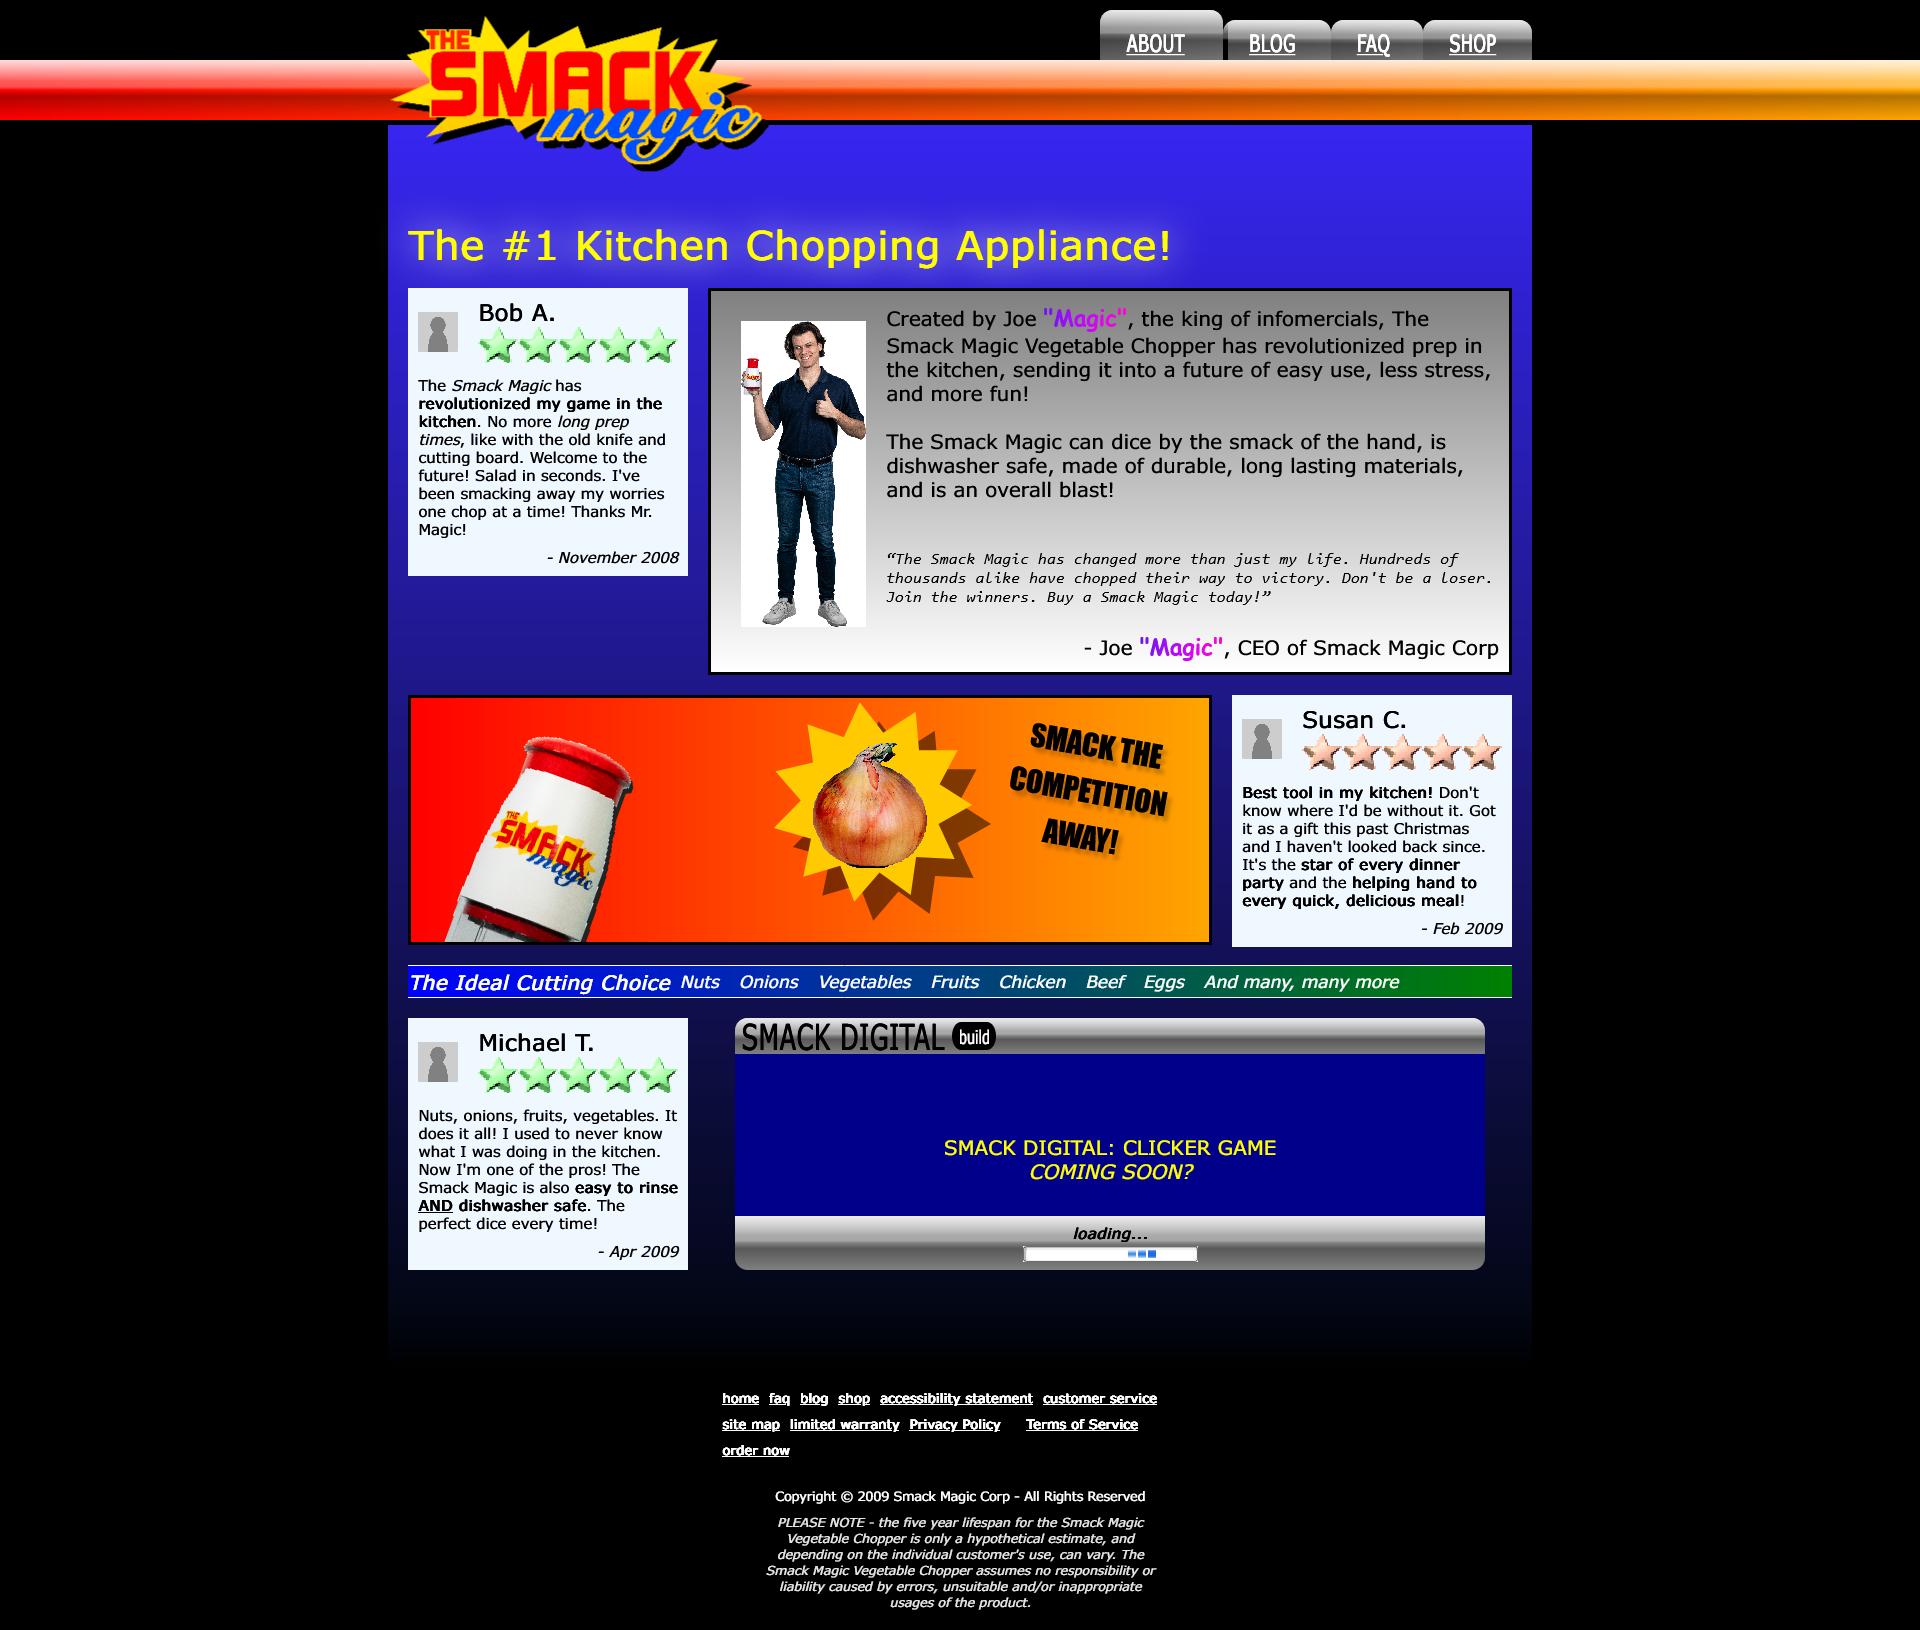 THE
SMACK
magic
ABOUT
BLOG
FAQ
SHOP
The #1 Kitchen Chopping Appliance!
Bob A.
The Smack Magic has
revolutionized my game in the
kitchen. No more long prep
times, like with the old knife and
cutting board. Welcome to the
future! Salad in seconds. I've
been smacking away my worries
one chop at a time! Thanks Mr.
Magic!
- November 2008
Created by Joe "Magic", the king of infomercials, The
Smack Magic Vegetable Chopper has revolutionized prep in
the kitchen, sending it into a future of easy use, less stress,
and more fun!
The Smack Magic can dice by the smack of the hand, is
dishwasher safe, made of durable, long lasting materials,
and is an overall blast!
“The Smack Magic has changed more than just my life. Hundreds of
thousands alike have chopped their way to victory. Don't be a loser.
Join the winners. Buy a Smack Magic today!”
- Joe "Magic", CEO of Smack Magic Corp
THE
SMACK
magic
SMACK THE
COMPETITION
AWAY!
Susan C.
Best tool in my kitchen! Don't
know where I'd be without it. Got
it as a gift this past Christmas
and I haven't looked back since.
It's the star of every dinner
party and the helping hand to
every quick, delicious meal!
- Feb 2009
The Ideal Cutting Choice Nuts Onions Vegetables Fruits Chicken Beef Eggs And many, many more
Michael T.
Nuts, onions, fruits, vegetables. It
does it all! I used to never know
what I was doing in the kitchen.
Now I'm one of the pros! The
Smack Magic is also easy to rinse
AND dishwasher safe. The
perfect dice every time!
- Apr 2009
SMACK DIGITAL build
SMACK DIGITAL: CLICKER GAME
COMING SOON?
loading...
home faq blog shop accessibility statement customer service
site map limited warranty Privacy Policy Terms of Service
order now
Copyright © 2009 Smack Magic Corp - All Rights Reserved
PLEASE NOTE - the five year lifespan for the Smack Magic
Vegetable Chopper is only a hypothetical estimate, and
depending on the individual customer's use, can vary. The
Smack Magic Vegetable Chopper assumes no responsibility or
liability caused by errors, unsuitable and/or inappropriate
usages of the product.